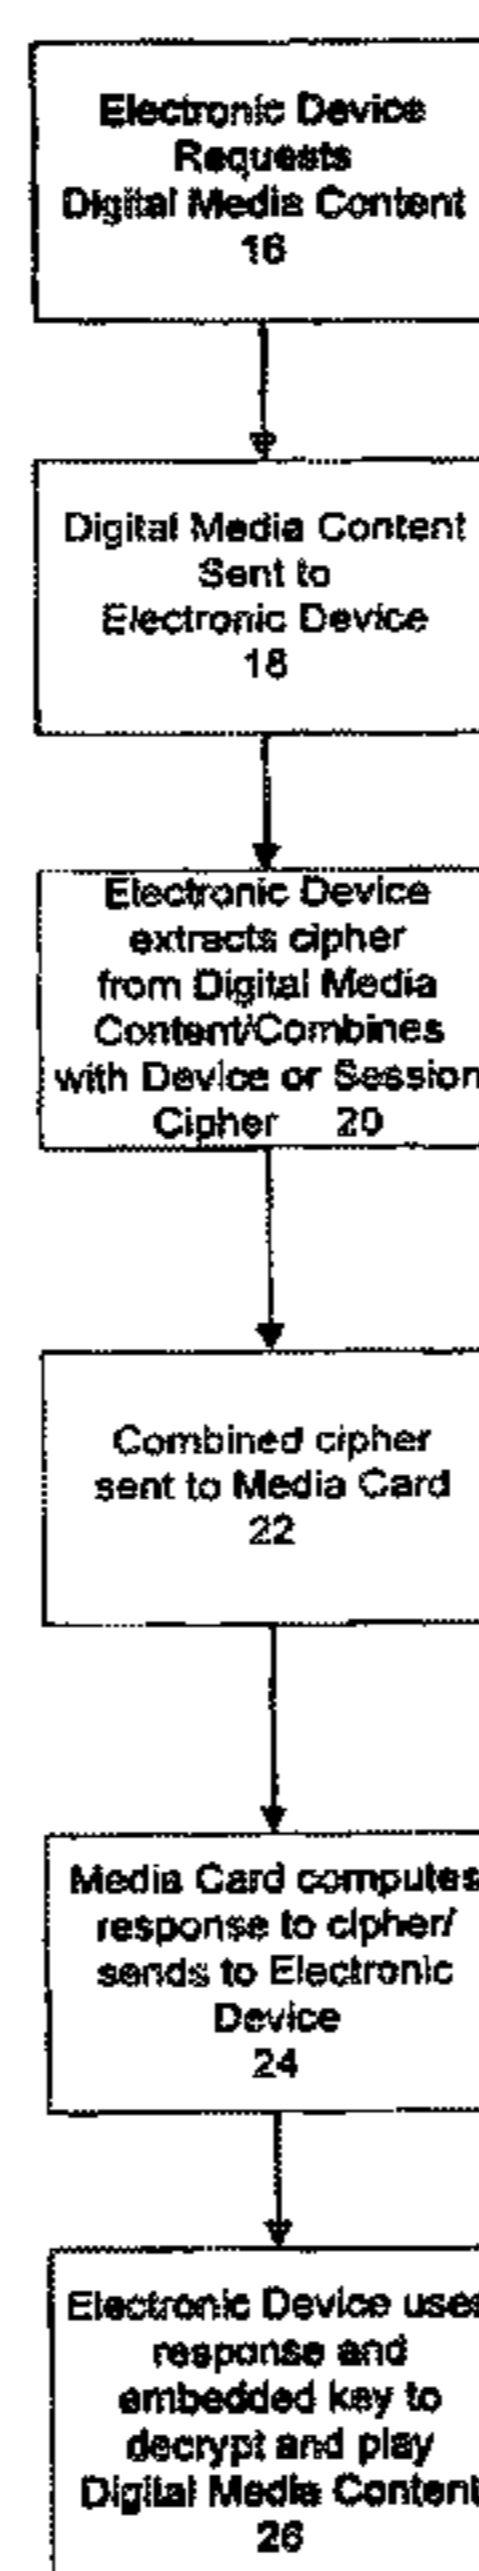 Electronic Device
Requests
Digital Media Content
16
Digital Media Content
Sent to
Electronic Device
18
Electronic Device
extracts cipher
from Digital Media
Content/Combines
with Device or Session
Cipher 20
Combined cipher
sent to Media Card
22
Media Card computes
response to cipher/
sends to Electronic
Device
24
Electronic Device uses
response and
embedded key to
decrypt and play
Digital Media Content
26